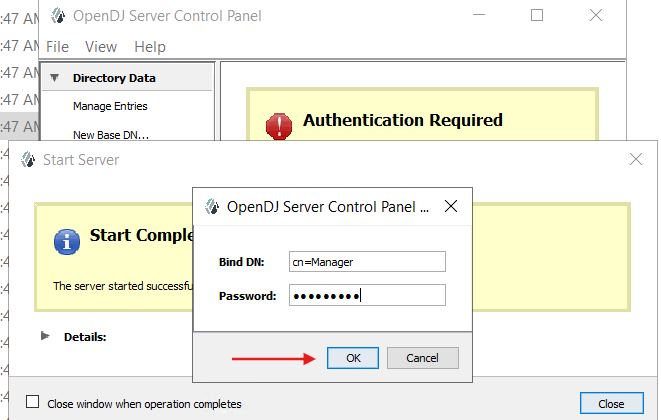 :47 AM
OpenDJ Server Control Panel
:47 AM
File View Help
:47 AM
Directory Data
:47 AM
Manage Entries
Authentication Required
:47 AM
New Base DN...
Start Server
OpenDJ Server Control Panel ...
Start Comple
Bind DN: cn=Manager
The server started successfu
Password: ●●●●●●●●●
Details:
OK Cancel
Close window when operation completes
Close